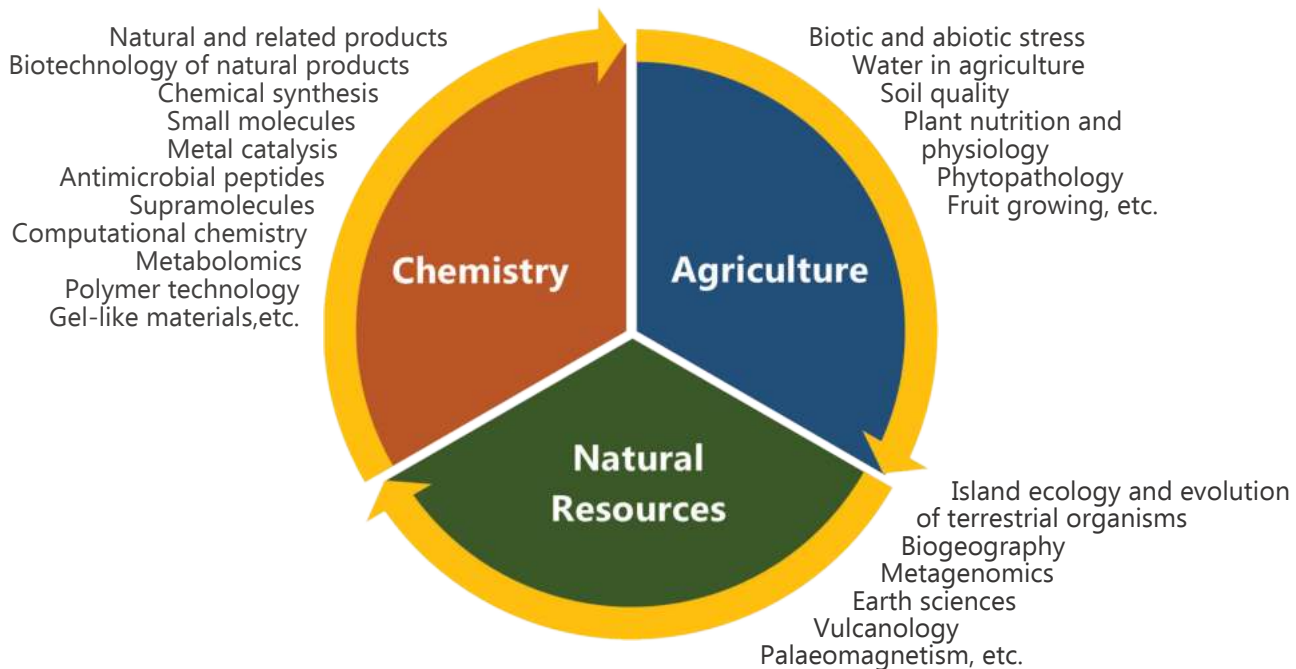 Natural and related products
Biotechnology of natural products
Chemical synthesis
Small molecules
Metal catalysis
Antimicrobial peptides
Supramolecules
Computational chemistry
Metabolomics
Polymer technology
Gel-like materials,etc.
Chemistry
Biotic and abiotic stress
Water in agriculture
Soil quality
Plant nutrition and
physiology
Phytopathology
Fruit growing, etc.
Agriculture
Natural
Resources
Island ecology and evolution
of terrestrial organisms
Biogeography
Metagenomics
Earth sciences
Vulcanology
Palaeomagnetism, etc.